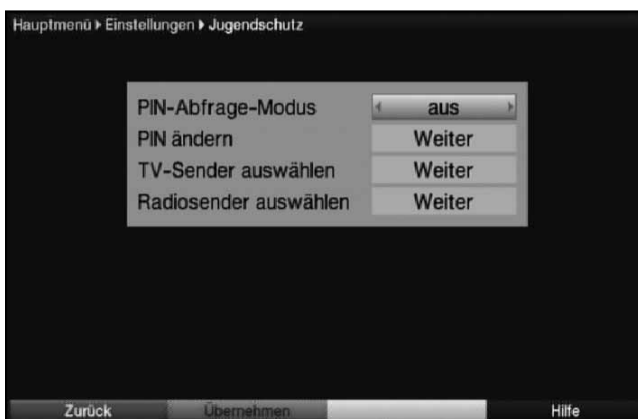 Hauptmenü ▸ Einstellungen ▸ Jugendschutz
PIN-Abfrage-Modus aus
PIN ändern Weiter
TV-Sender auswählen Weiter
Radiosender auswählen Weiter
Zurück Übernehmen Hilfe